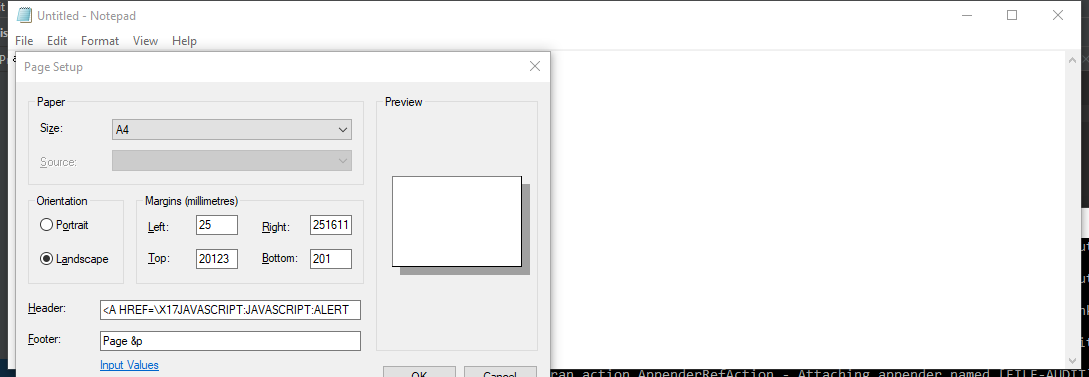 Untitled - Notepad
File Edit Format View Help
Page Setup
Paper
Size: A4
Source:
Preview
Orientation
Portrait
Landscape
Margins (millimetres)
Left: 25 Right: 251611
Top: 20123 Bottom: 201
Header: <A HREF=\X17JAVASCRIPT:JAVASCRIPT:ALERT
Footer: Page &p
Input Values
OK Cancel
ran action AppenderRefAction - Attaching appender named [FILE-AUDIT